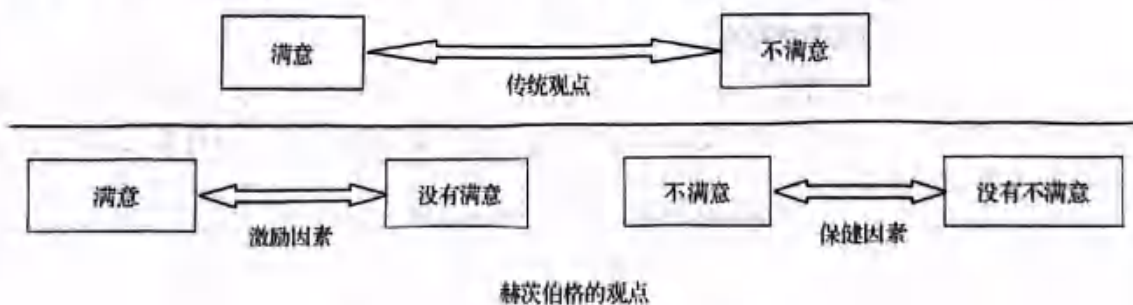 满意 不满意
传统观点
满意 没有满意 不满意 没有不满意
激励因素 保健因素
赫茨伯格的观点